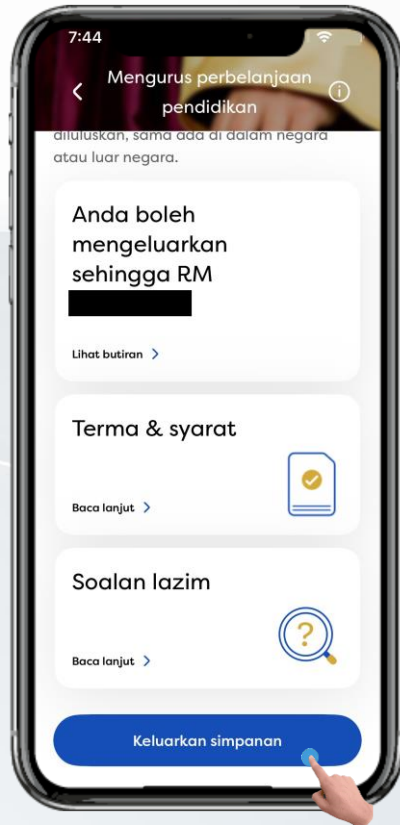 7:44
Mengurus perbelanjaan
pendidikan
diluluskan, sama ada di dalam negara
atau luar negara.
Anda boleh
mengeluarkan
sehingga RM
Lihat butiran
Terma & syarat
Baca lanjut
Soalan lazim
?
Baca lanjut
Keluarkan simpanan